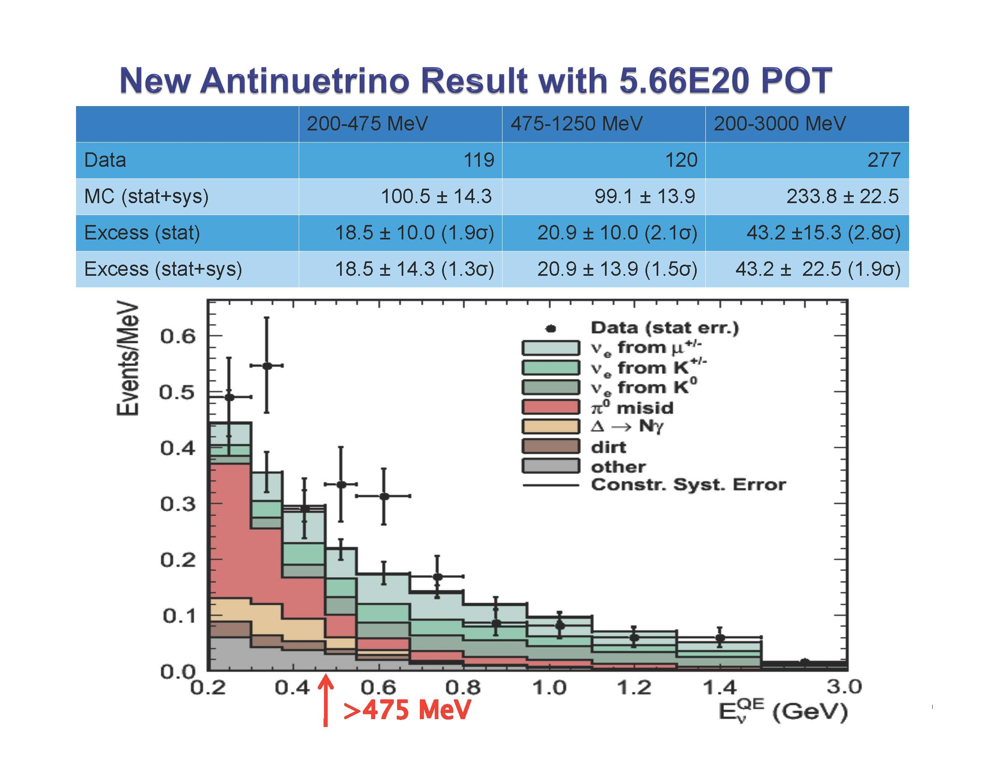 New Antinuetrino Result with 5.66E20 POT
200-475 MeV 475-1250 MeV 200-3000 MeV
Data 119 120 277
MC (stat+sys) 100.5 ± 14.3 99.1 ± 13.9 233.8 ± 22.5
Excess (stat) 18.5 ± 10.0 (1.9σ) 20.9 ± 10.0 (2.1σ) 43.2 ±15.3 (2.8σ)
Excess (stat+sys) 18.5 ± 14.3 (1.3σ) 20.9 ± 13.9 (1.5σ) 43.2 ± 22.5 (1.9σ)
Events/MeV
0.6
0.5
0.4
0.3
0.2
0.1
0.0
Data (stat err.)
νe from μ+/-
νe from K+/-
νe from K0
π0 misid
Δ → Nγ
dirt
other
Constr. Syst. Error
0.2 0.4 0.6 0.8 1.0 1.2 1.4 3.0
>475 MeV
EνQE (GeV)